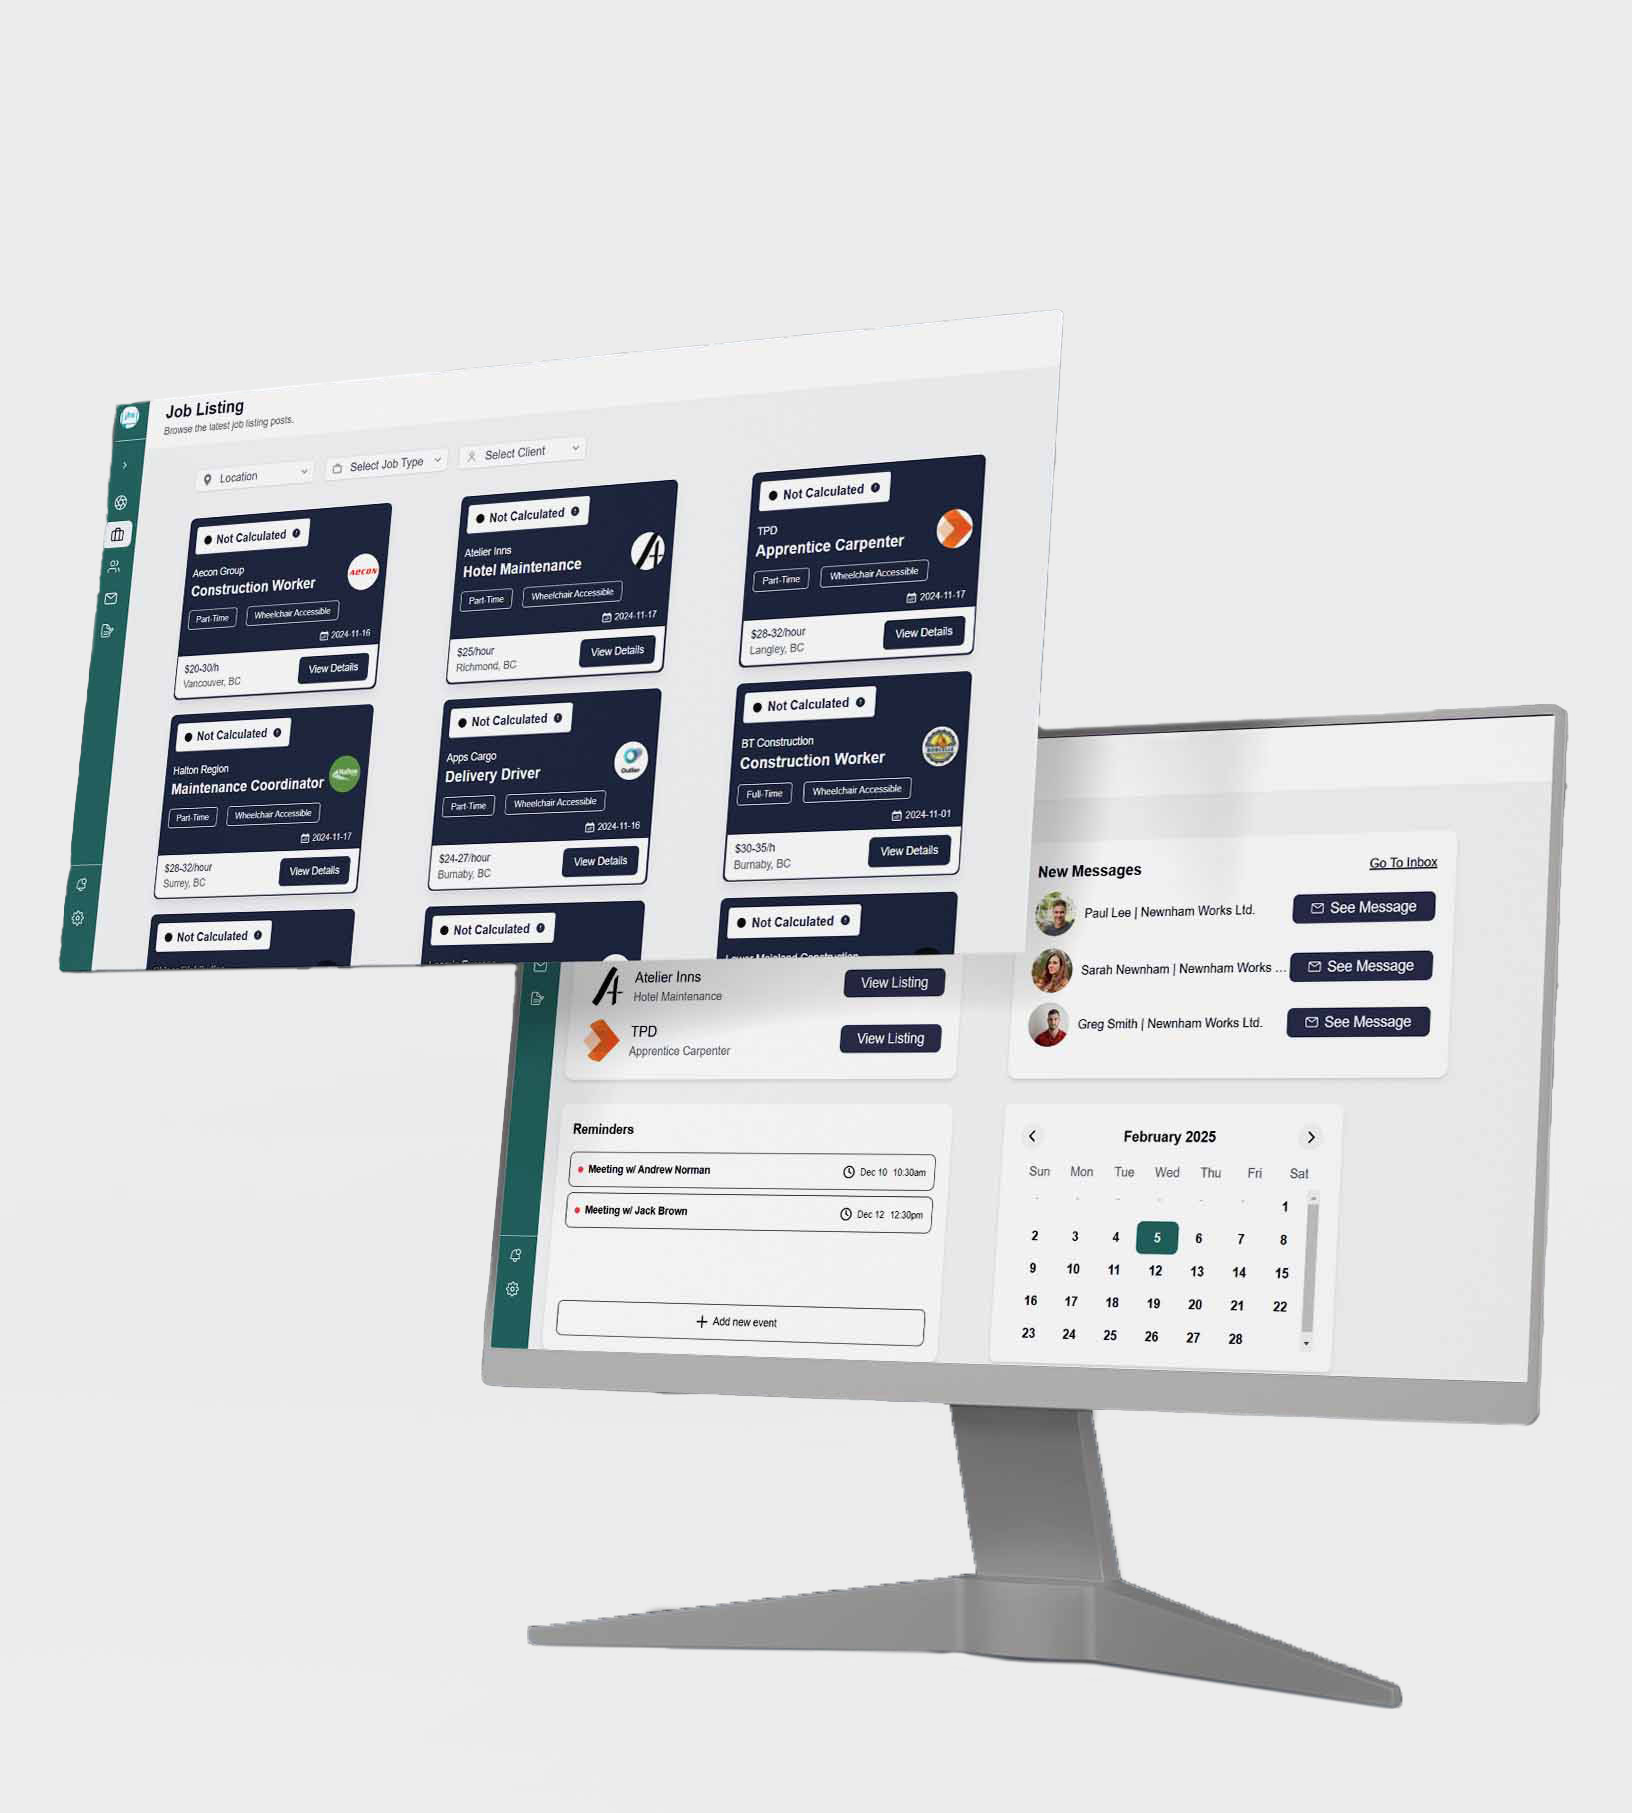 Job Listing
Browse the latest job listing posts.
Location
Select Job Type
Select Client
Not Calculated
Aecon Group
Construction Worker
AECON
Part-Time
Wheelchair Accessible
2024-11-16
$20-30/h
Vancouver, BC
View Details
Not Calculated
Atelier Inns
Hotel Maintenance
Part-Time
Wheelchair Accessible
2024-11-17
$25/hour
Richmond, BC
View Details
Not Calculated
TPD
Apprentice Carpenter
Part-Time
Wheelchair Accessible
2024-11-17
$28-32/hour
Langley, BC
View Details
Not Calculated
Halton Region
Maintenance Coordinator
Halton
Part-Time
Wheelchair Accessible
2024-11-17
$28-32/hour
Surrey, BC
View Details
Not Calculated
Apps Cargo
Delivery Driver
Outlier
Part-Time
Wheelchair Accessible
2024-11-16
$24-27/hour
Burnaby, BC
View Details
Not Calculated
BT Construction
Construction Worker
Full-Time
Wheelchair Accessible
2024-11-01
$30-35/h
Burnaby, BC
View Details
Not Calculated
Not Calculated
Not Calculated
Lower Mainland Construction
Atelier Inns
Hotel Maintenance
View Listing
TPD
Apprentice Carpenter
View Listing
New Messages
Go To Inbox
Paul Lee | Newnham Works Ltd.
See Message
Sarah Newnham | Newnham Works ...
See Message
Greg Smith | Newnham Works Ltd.
See Message
Reminders
Meeting w/ Andrew Norman
Dec 10 10:30am
Meeting w/ Jack Brown
Dec 12 12:30pm
+ Add new event
February 2025
Sun Mon Tue Wed Thu Fri Sat
1
2 3 4 5 6 7 8
9 10 11 12 13 14 15
16 17 18 19 20 21 22
23 24 25 26 27 28